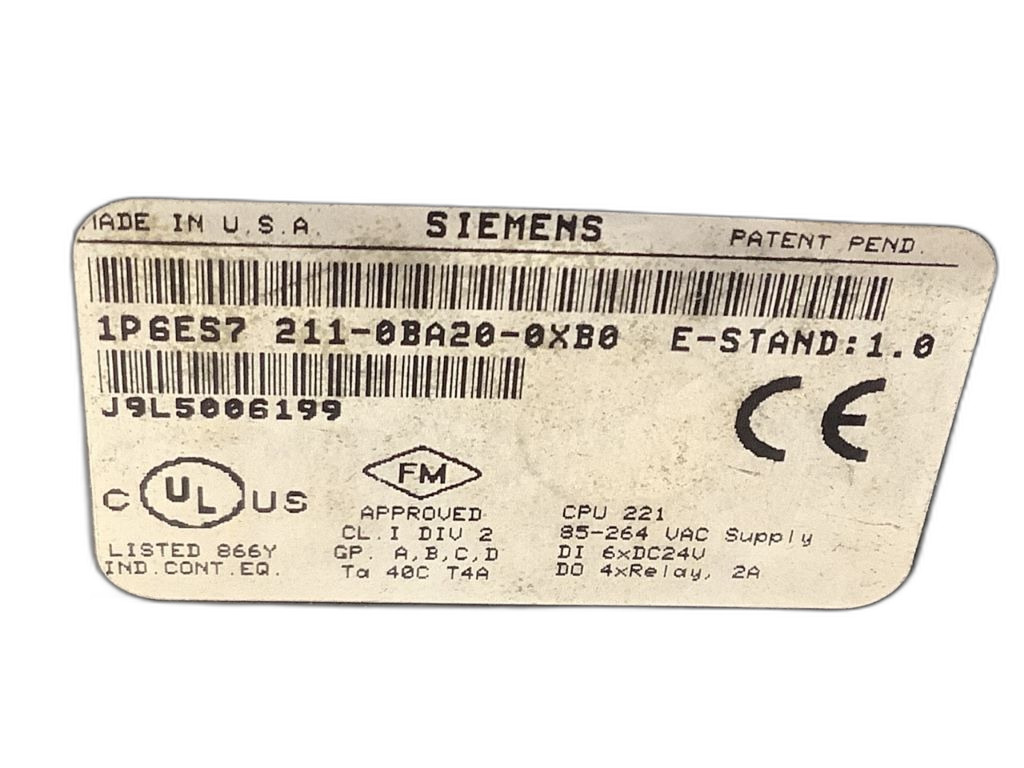 MADE IN U.S.A. SIEMENS PATENT PEND.
1P6ES7 211-0BA20-0XB0 E-STAND:1.0
J9L5006199
CE
C UL US
LISTED 866Y
IND.CONT.EQ.
FM
APPROVED
CL.I DIV 2
GP. A,B,C,D
Ta 40C T4A
CPU 221
85-264 VAC Supply
DI 6xDC24V
DO 4xRelay, 2A